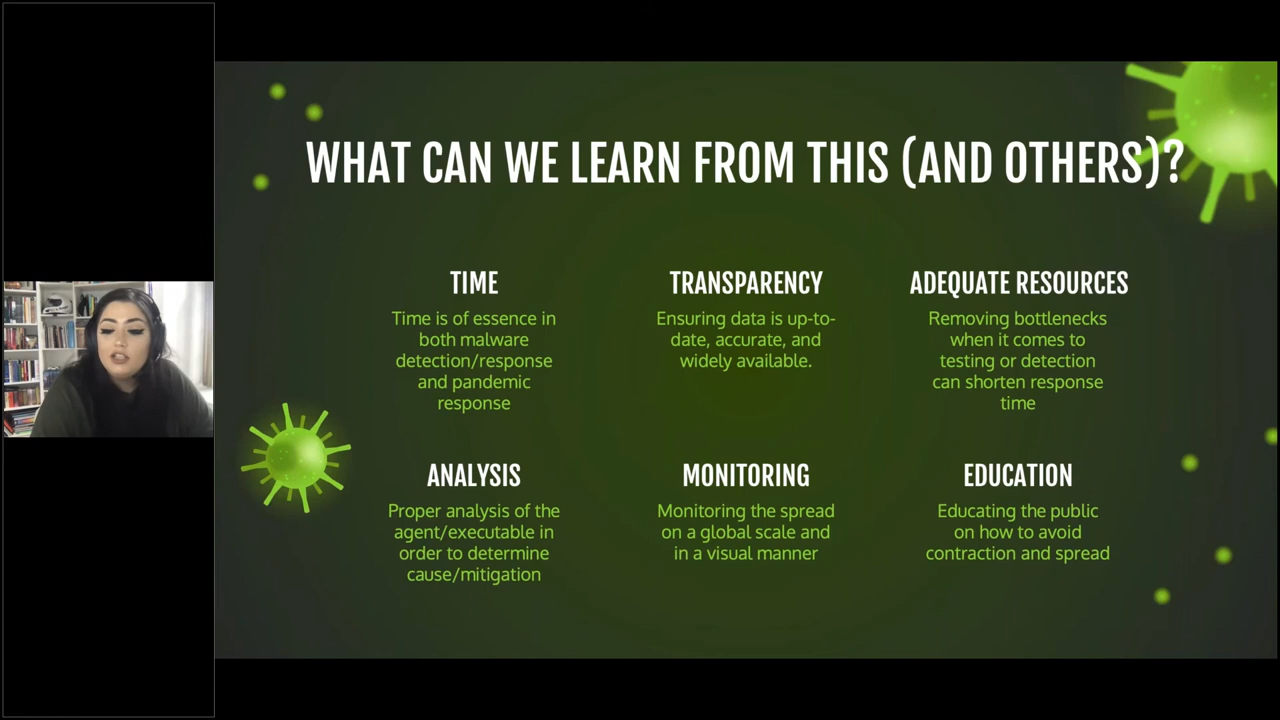 WHAT CAN WE LEARN FROM THIS (AND OTHERS)?
TIME
Time is of essence in
both malware
detection/response
and pandemic
response
TRANSPARENCY
Ensuring data is up-to-
date, accurate, and
widely available.
ADEQUATE RESOURCES
Removing bottlenecks
when it comes to
testing or detection
can shorten response
time
ANALYSIS
Proper analysis of the
agent/executable in
order to determine
cause/mitigation
MONITORING
Monitoring the spread
on a global scale and
in a visual manner
EDUCATION
Educating the public
on how to avoid
contraction and spread